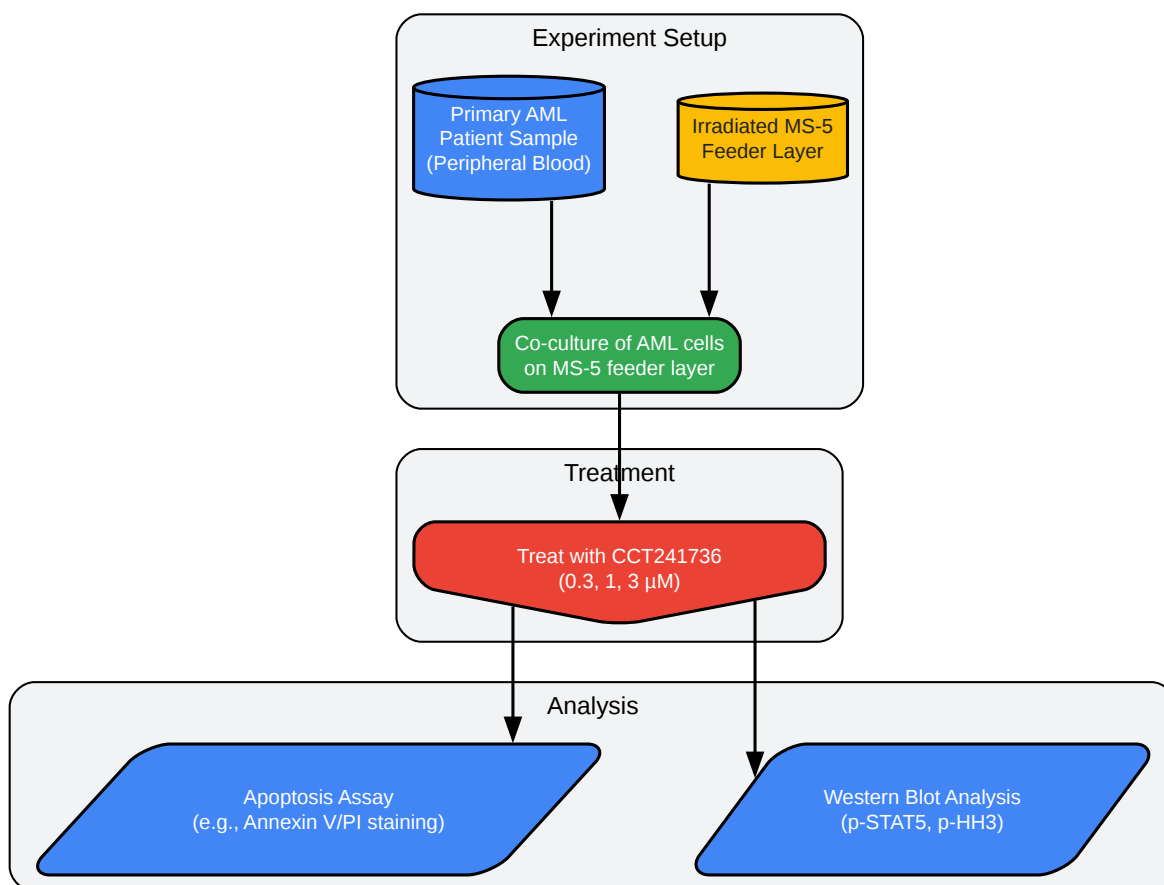 Experiment Setup
Primary AML
Patient Sample
(Peripheral Blood)
Irradiated MS-5
Feeder Layer
Co-culture of AML cells
on MS-5 feeder layer
Treatment
Treat with CCT241736
(0.3, 1, 3 µM)
Analysis
Apoptosis Assay
(e.g., Annexin V/PI staining)
Western Blot Analysis
(p-STAT5, p-HH3)